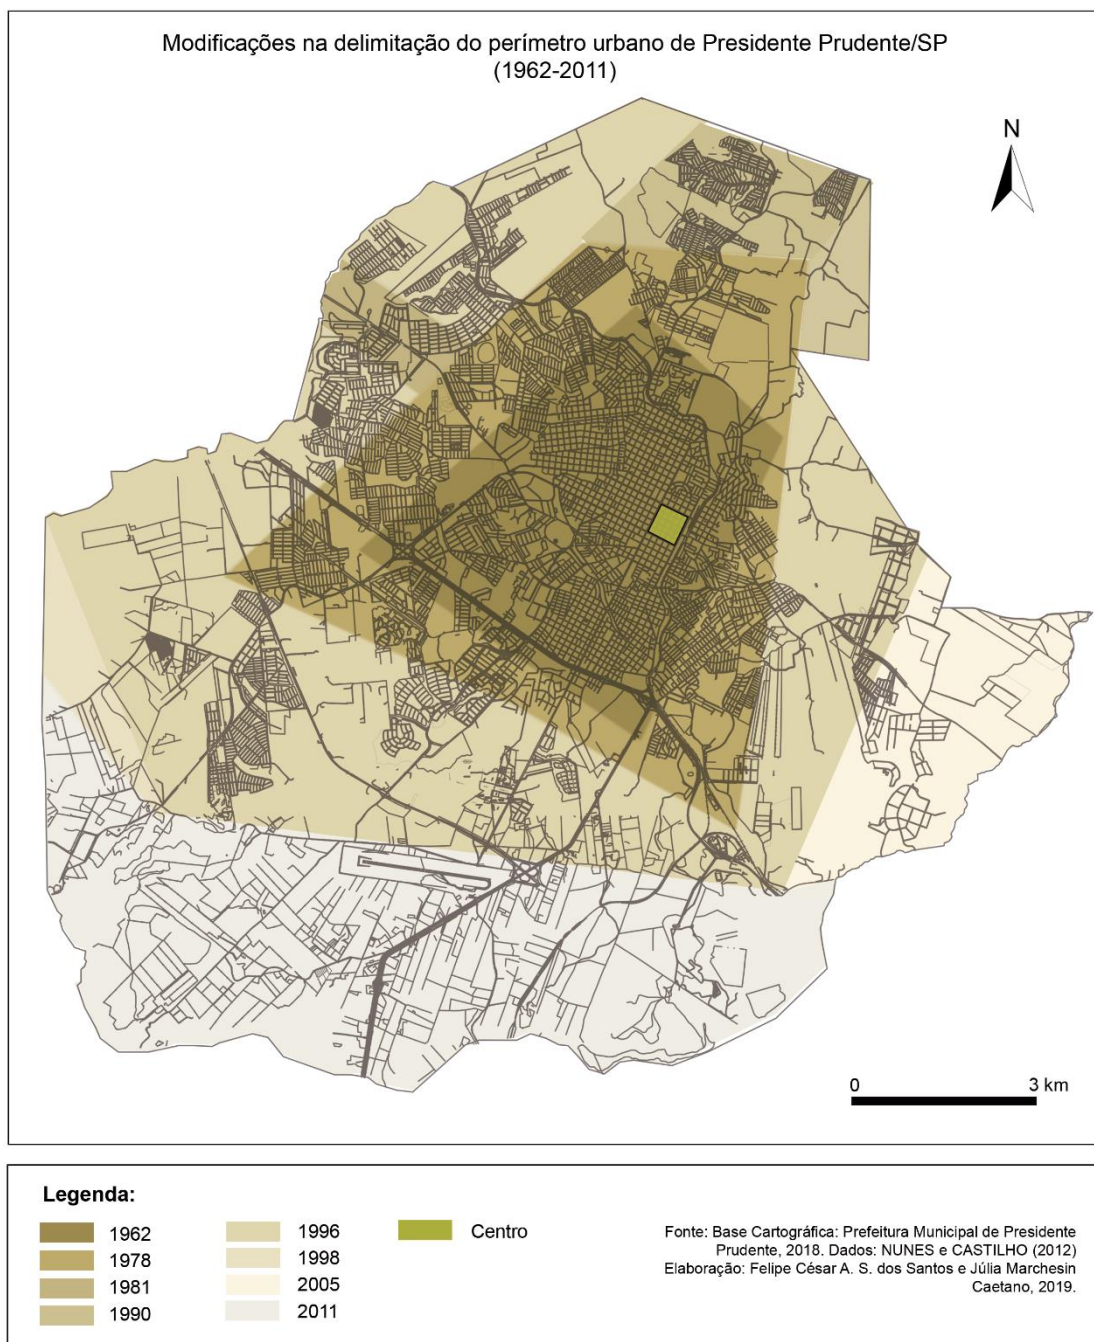 Modificações na delimitação do perímetro urbano de Presidente Prudente/SP
(1962-2011)
N
0 3 km
Legenda:
1962
1978
1981
1990
1996
1998
2005
2011
Centro
Fonte: Base Cartográfica: Prefeitura Municipal de Presidente
Prudente, 2018. Dados: NUNES e CASTILHO (2012)
Elaboração: Felipe César A. S. dos Santos e Júlia Marchesin
Caetano, 2019.